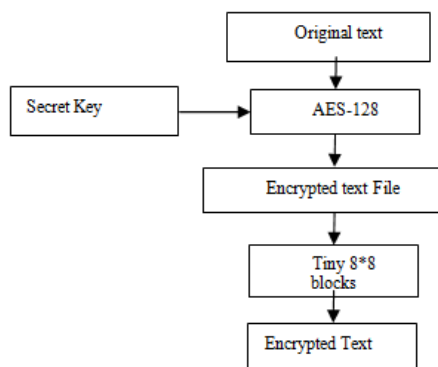 Original text
Secret Key
AES-128
Encrypted text File
Tiny 8*8
blocks
Encrypted Text